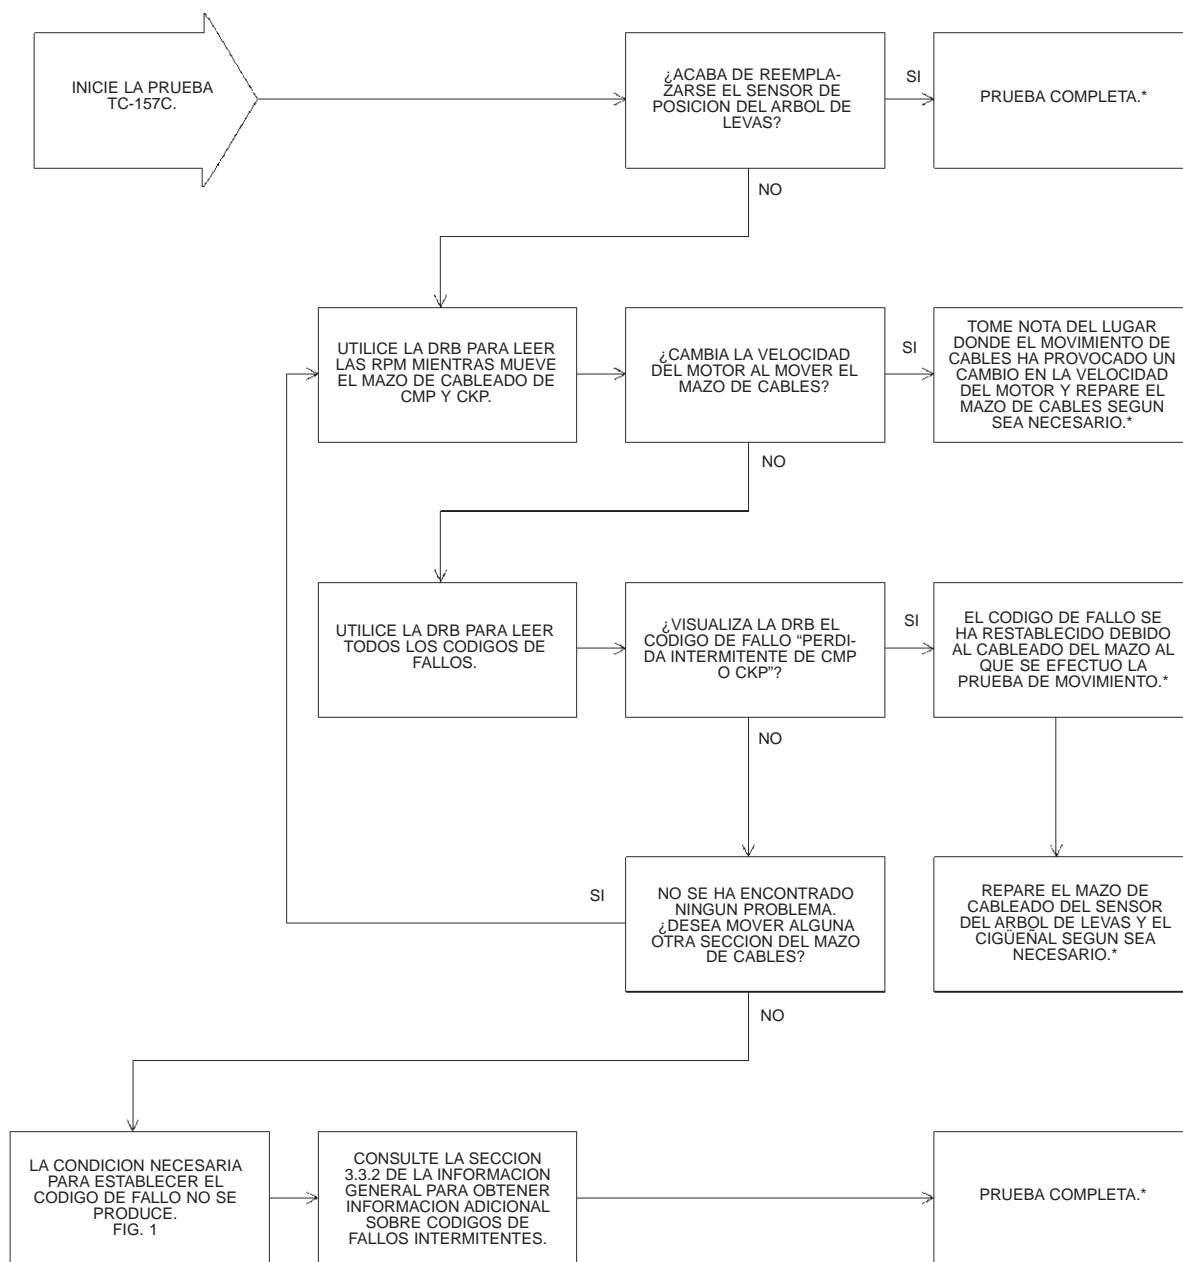 INICIE LA PRUEBA
TC-157C.
¿ACABA DE REEMPLA-
ZARSE EL SENSOR DE
POSICION DEL ARBOL DE
LEVAS?
SI
PRUEBA COMPLETA.*
NO
UTILICE LA DRB PARA LEER
LAS RPM MIENTRAS MUEVE
EL MAZO DE CABLEADO DE
CMP Y CKP.
¿CAMBIA LA VELOCIDAD
DEL MOTOR AL MOVER EL
MAZO DE CABLES?
SI
TOME NOTA DEL LUGAR
DONDE EL MOVIMIENTO DE
CABLES HA PROVOCADO UN
CAMBIO EN LA VELOCIDAD
DEL MOTOR Y REPARE EL
MAZO DE CABLES SEGUN
SEA NECESARIO.*
NO
UTILICE LA DRB PARA LEER
TODOS LOS CODIGOS DE
FALLOS.
¿VISUALIZA LA DRB EL
CODIGO DE FALLO “PERDI-
DA INTERMITENTE DE CMP
O CKP”?
SI
EL CODIGO DE FALLO SE
HA RESTABLECIDO DEBIDO
AL CABLEADO DEL MAZO AL
QUE SE EFECTUO LA
PRUEBA DE MOVIMIENTO.*
NO
SI
NO SE HA ENCONTRADO
NINGUN PROBLEMA.
¿DESEA MOVER ALGUNA
OTRA SECCION DEL MAZO
DE CABLES?
REPARE EL MAZO DE
CABLEADO DEL SENSOR
DEL ARBOL DE LEVAS Y EL
CIGÜEÑAL SEGUN SEA
NECESARIO.*
NO
LA CONDICION NECESARIA
PARA ESTABLECER EL
CODIGO DE FALLO NO SE
PRODUCE.
FIG. 1
CONSULTE LA SECCION
3.3.2 DE LA INFORMACION
GENERAL PARA OBTENER
INFORMACION ADICIONAL
SOBRE CODIGOS DE
FALLOS INTERMITENTES.
PRUEBA COMPLETA.*